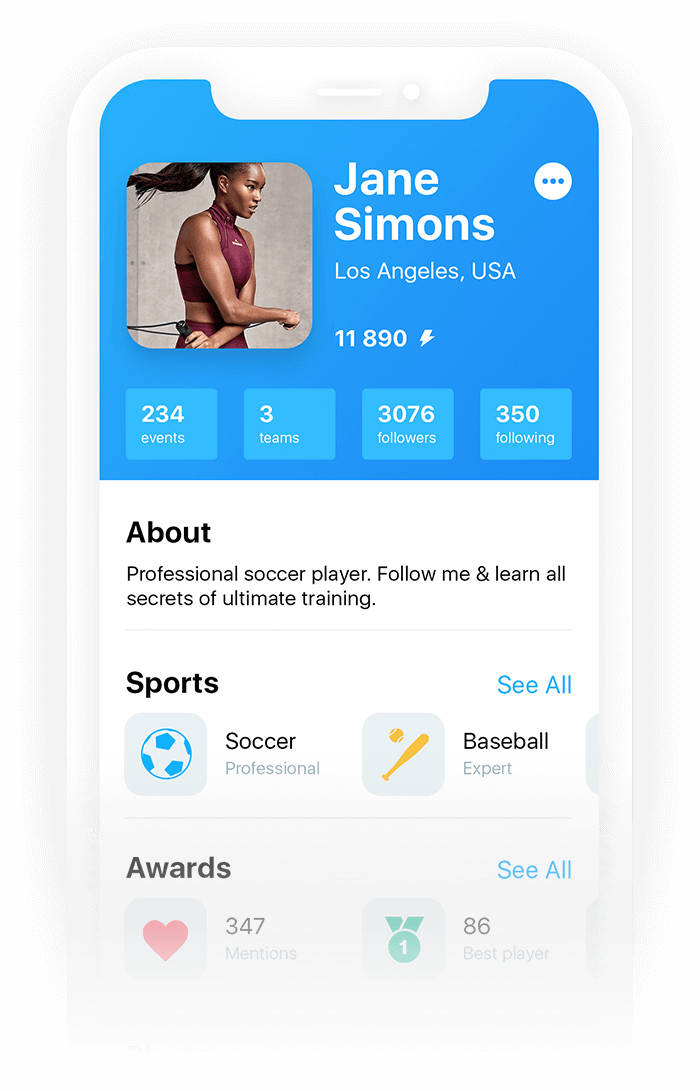 Jane
Simons
Los Angeles, USA
11 890
234
events
3
teams
3076
followers
350
following
About
Professional soccer player. Follow me & learn all
secrets of ultimate training.
Sports
See All
Soccer
Professional
Baseball
Expert
Awards
See All
347
Mentions
1
86
Best player